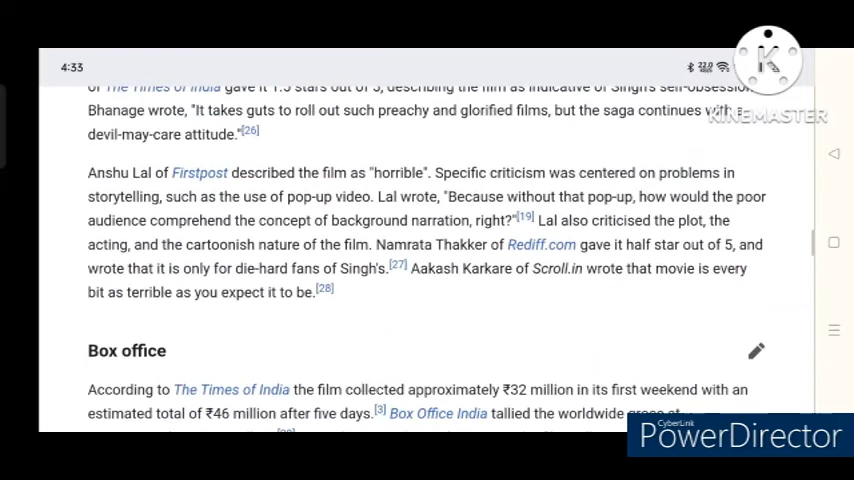 4:33
22.0
K
KINEMASTER
of The Times of India gave it 1.5 stars out of 5, describing the film as indicative of Singh's self-obsession.
Bhanage wrote, "It takes guts to roll out such preachy and glorified films, but the saga continues with a
devil-may-care attitude."[26]
Anshu Lal of Firstpost described the film as "horrible". Specific criticism was centered on problems in
storytelling, such as the use of pop-up video. Lal wrote, "Because without that pop-up, how would the poor
audience comprehend the concept of background narration, right?"[19] Lal also criticised the plot, the
acting, and the cartoonish nature of the film. Namrata Thakker of Rediff.com gave it half star out of 5, and
wrote that it is only for die-hard fans of Singh's.[27] Aakash Karkare of Scroll.in wrote that movie is every
bit as terrible as you expect it to be.[28]
Box office
According to The Times of India the film collected approximately ₹32 million in its first weekend with an
estimated total of ₹46 million after five days.[3] Box Office India tallied the worldwide gross at
CyberLink
PowerDirector